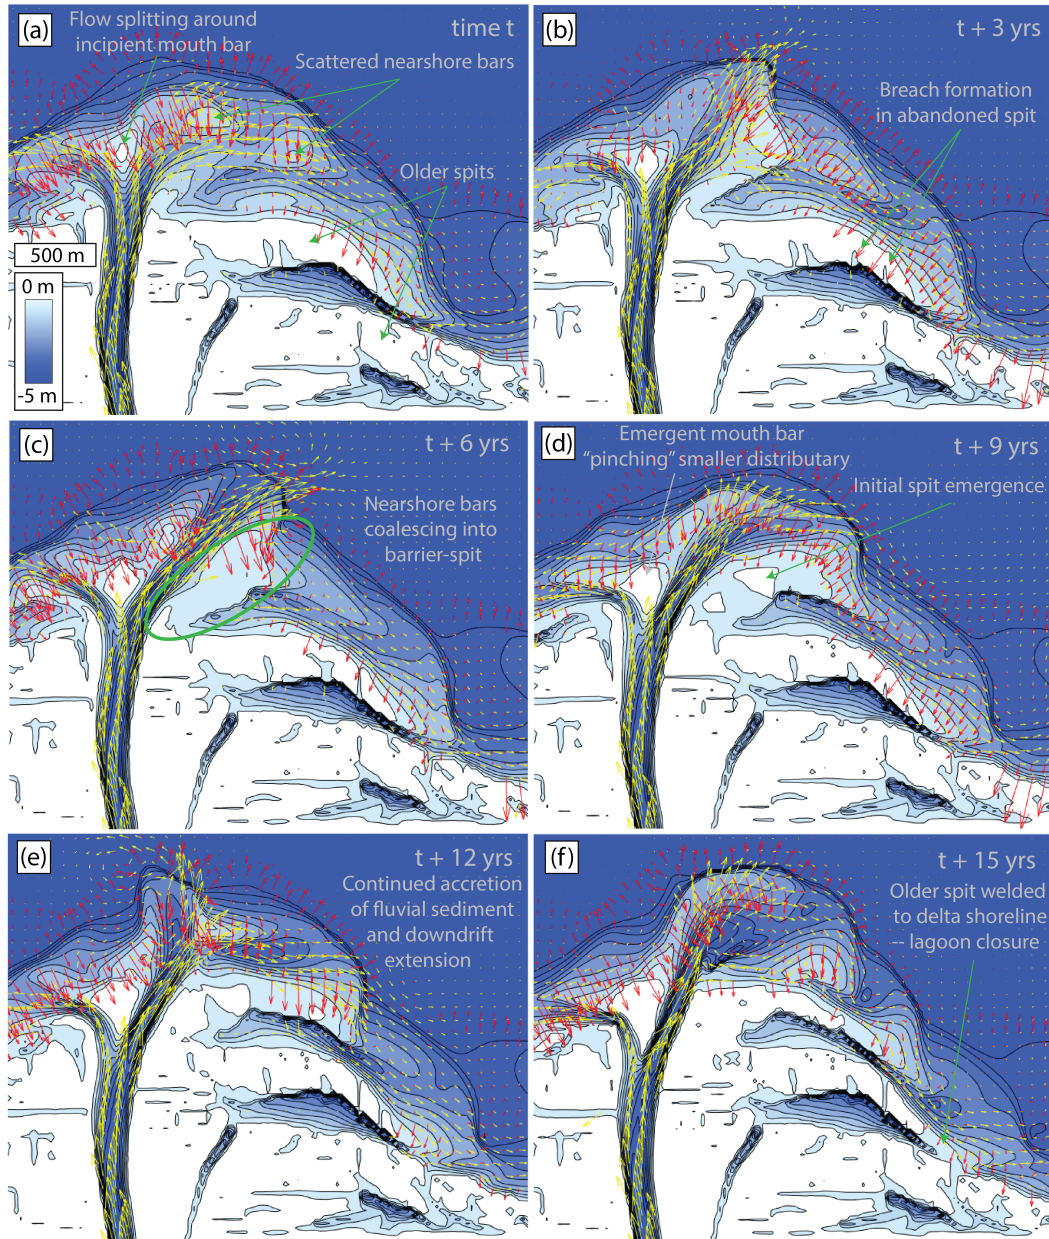 (a)
Flow splitting around
incipient mouth bar
time t
Scattered nearshore bars
Older spits
500 m
0 m
-5 m
(b)
t + 3 yrs
Breach formation
in abandoned spit
(c)
t + 6 yrs
Nearshore bars
coalescing into
barrier-spit
(d)
Emergent mouth bar
“pinching” smaller distributary
t + 9 yrs
Initial spit emergence
(e)
t + 12 yrs
Continued accretion
of fluvial sediment
and downdrift
extension
(f)
t + 15 yrs
Older spit welded
to delta shoreline
-- lagoon closure